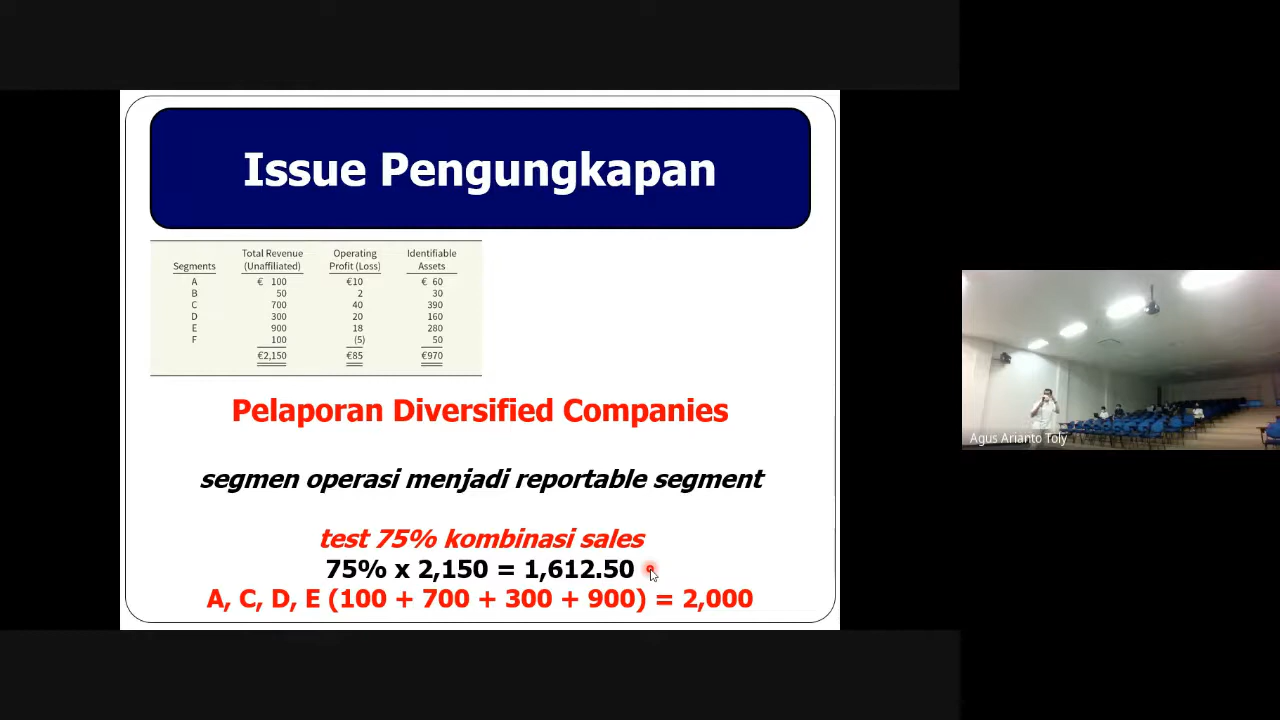 Issue Pengungkapan
Total Revenue Operating Identifiable
Segments (Unaffiliated) Profit (Loss) Assets
A € 100 €10 € 60
B 50 2 30
C 700 40 390
D 300 20 160
E 900 18 280
F 100 (5) 50
€2,150 €85 €970
Pelaporan Diversified Companies
segmen operasi menjadi reportable segment
test 75% kombinasi sales
75% x 2,150 = 1,612.50
A, C, D, E (100 + 700 + 300 + 900) = 2,000
Agus Arianto Toly